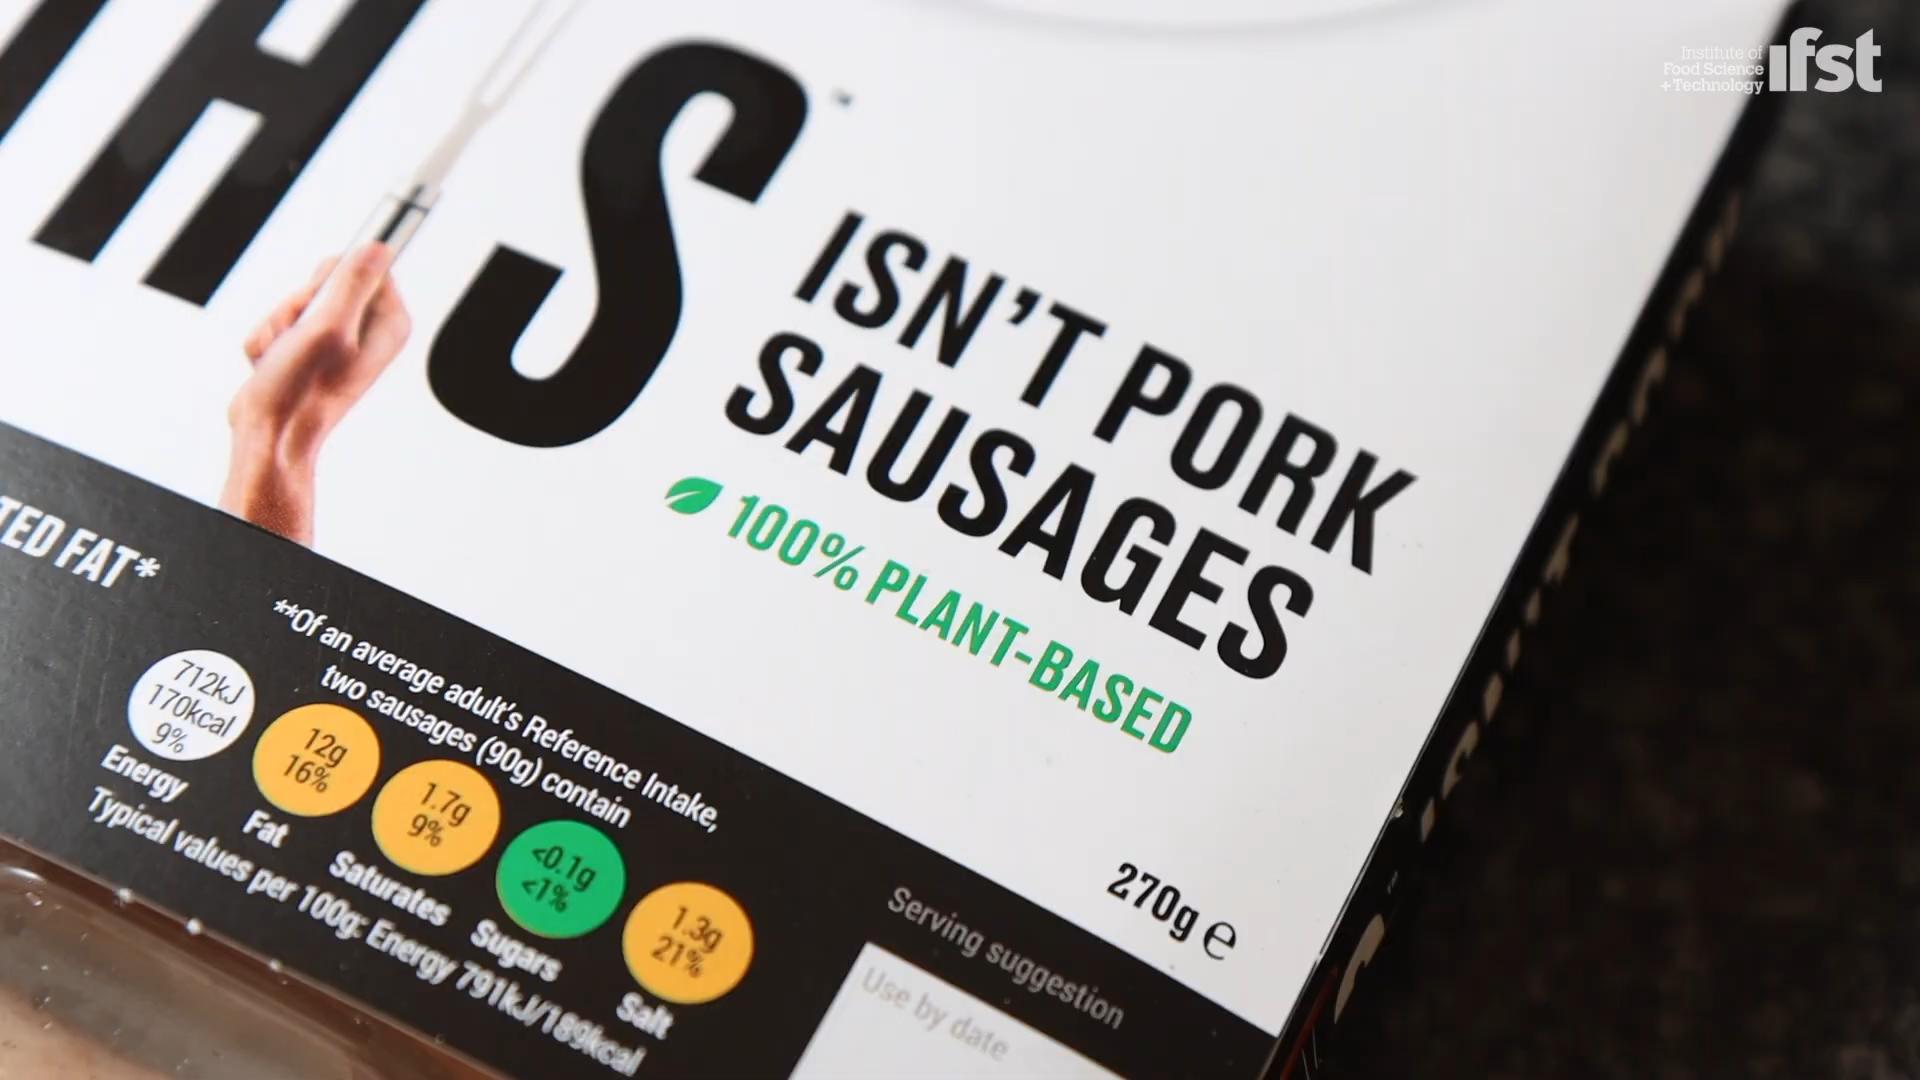 Institute of
Food Science
+Technology
ifst
THIS™
ISN'T PORK
SAUSAGES
100% PLANT-BASED
TED FAT*
**Of an average adult's Reference Intake,
two sausages (90g) contain
712kJ
170kcal
9%
Energy
12g
16%
Fat
1.7g
9%
Saturates
<0.1g
<1%
Sugars
1.3g
21%
Salt
Typical values per 100g: Energy 791kJ/189kcal
270g ℮
Serving suggestion
Use by date